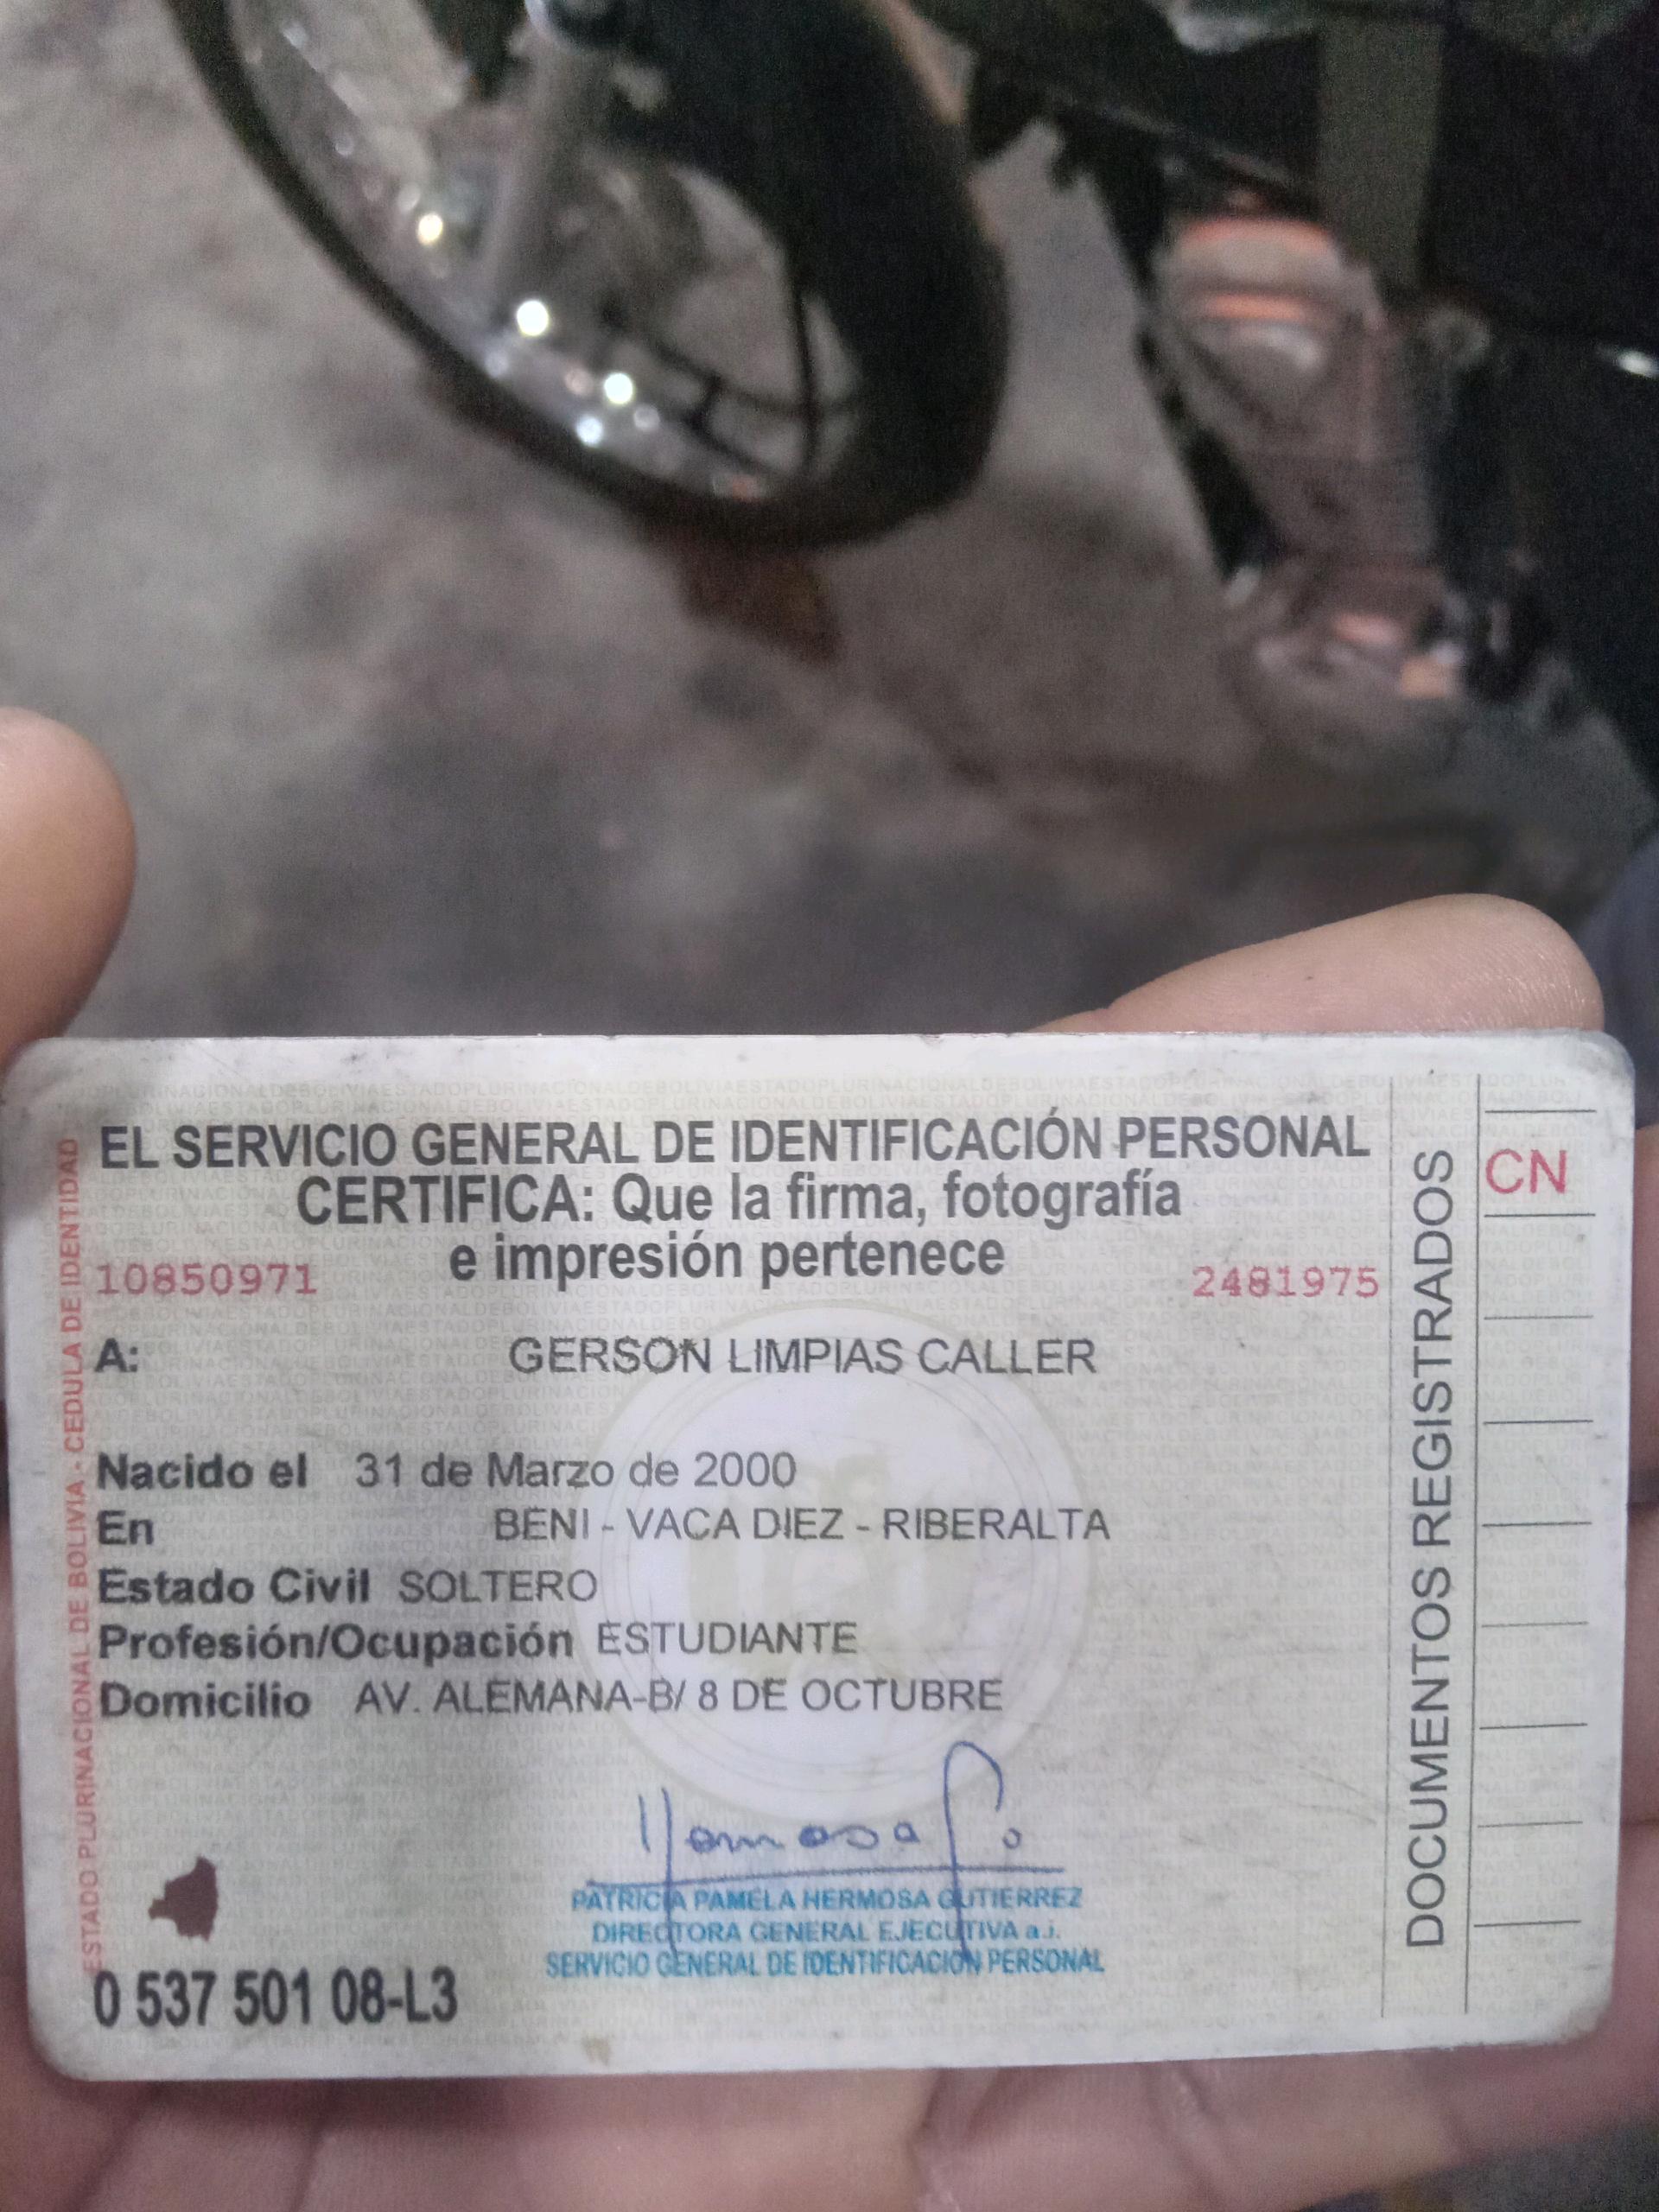 EL SERVICIO GENERAL DE IDENTIFICACIÓN PERSONAL
CERTIFICA: Que la firma, fotografía
e impresión pertenece
10850971
2481975
A: GERSON LIMPIAS CALLER
Nacido el 31 de Marzo de 2000
En BENI - VACA DIEZ - RIBERALTA
Estado Civil SOLTERO
Profesión/Ocupación ESTUDIANTE
Domicilio AV. ALEMANA-B/ 8 DE OCTUBRE
PATRICIA PAMELA HERMOSA GUTIERREZ
DIRECTORA GENERAL EJECUTIVA a.i.
SERVICIO GENERAL DE IDENTIFICACION PERSONAL
0 537 501 08-L3
ESTADO PLURINACIONAL DE BOLIVIA - CEDULA DE IDENTIDAD
DOCUMENTOS REGISTRADOS
CN